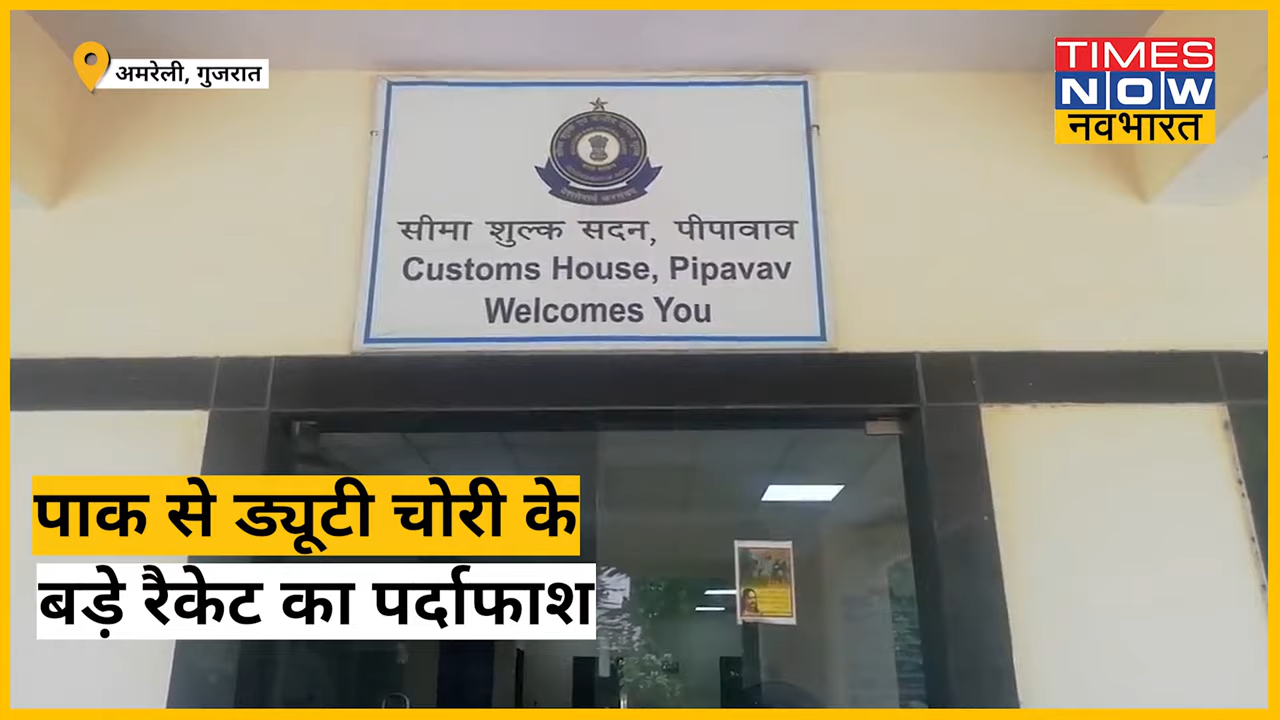 अमरेली, गुजरात
TIMES
NOW
नवभारत
सीमा शुल्क सदन, पीपावाव
Customs House, Pipavav
Welcomes You
पाक से ड्यूटी चोरी के
बड़े रैकेट का पर्दाफाश